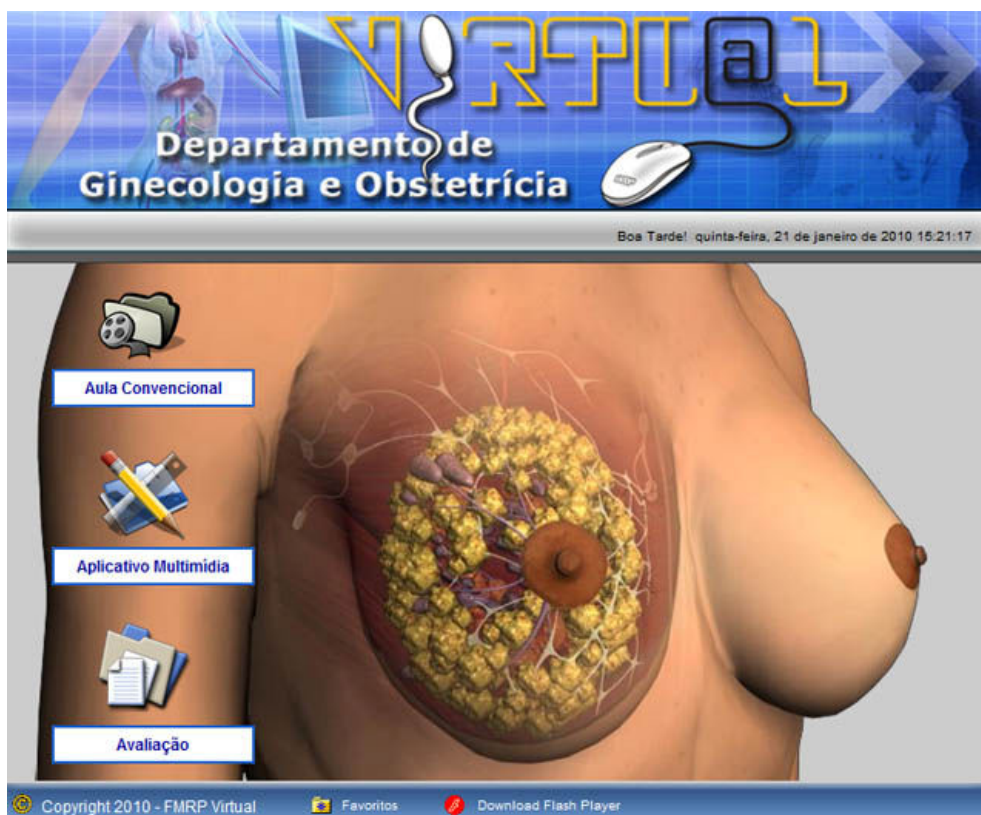 VIRTU@L
Departamento de
Ginecologia e Obstetrícia
Boa Tarde! quinta-feira, 21 de janeiro de 2010 15:21:17
Aula Convencional
Aplicativo Multimídia
Avaliação
© Copyright 2010 - FMRP Virtual Favoritos Download Flash Player